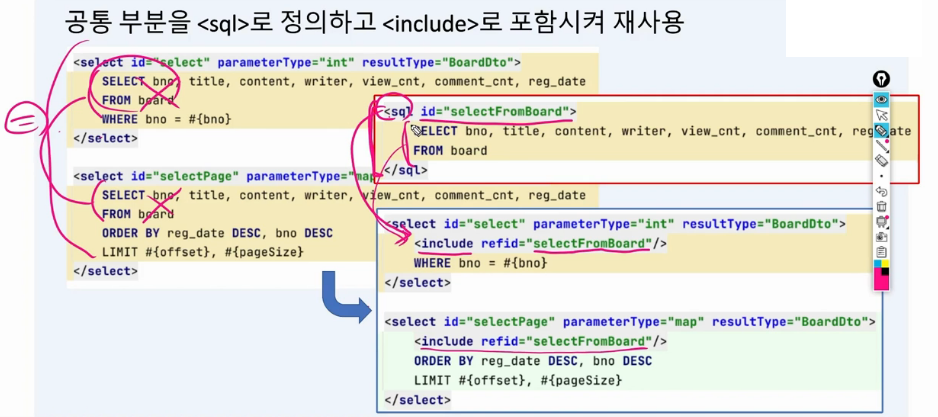 공통 부분을 <sql>로 정의하고 <include>로 포함시켜 재사용
<select id="select" parameterType="int" resultType="BoardDto">
SELECT bno, title, content, writer, view_cnt, comment_cnt, reg_date
FROM board
WHERE bno = #{bno}
</select>
<select id="selectPage" parameterType="map
SELECT bno, title, content, writer, view_cnt, comment_cnt, reg_date
FROM board
ORDER BY reg_date DESC, bno DESC
LIMIT #{offset}, #{pageSize}
</select>
<sql id="selectFromBoard">
SELECT bno, title, content, writer, view_cnt, comment_cnt, reg_date
FROM board
</sql>
<select id="select" parameterType="int" resultType="BoardDto">
<include refid="selectFromBoard"/>
WHERE bno = #{bno}
</select>
<select id="selectPage" parameterType="map" resultType="BoardDto">
<include refid="selectFromBoard"/>
ORDER BY reg_date DESC, bno DESC
LIMIT #{offset}, #{pageSize}
</select>